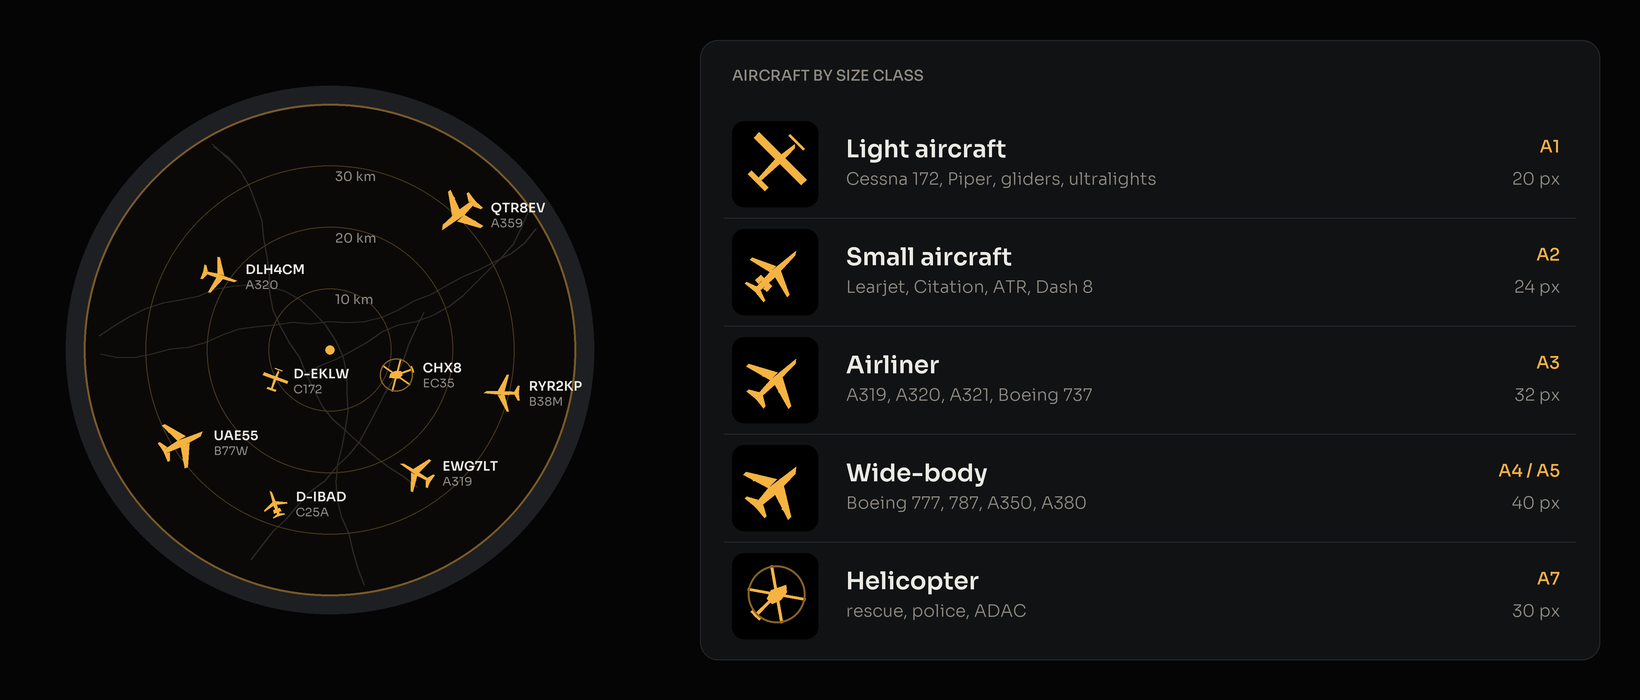 30 km
QTR8EV
A359
20 km
DLH4CM
A320
10 km
D-EKLW
C172
CHX8
EC35
RYR2KP
B38M
UAE55
B77W
EWG7LT
A319
D-IBAD
C25A
AIRCRAFT BY SIZE CLASS
Light aircraft
A1
Cessna 172, Piper, gliders, ultralights
20 px
Small aircraft
A2
Learjet, Citation, ATR, Dash 8
24 px
Airliner
A3
A319, A320, A321, Boeing 737
32 px
Wide-body
A4 / A5
Boeing 777, 787, A350, A380
40 px
Helicopter
A7
rescue, police, ADAC
30 px